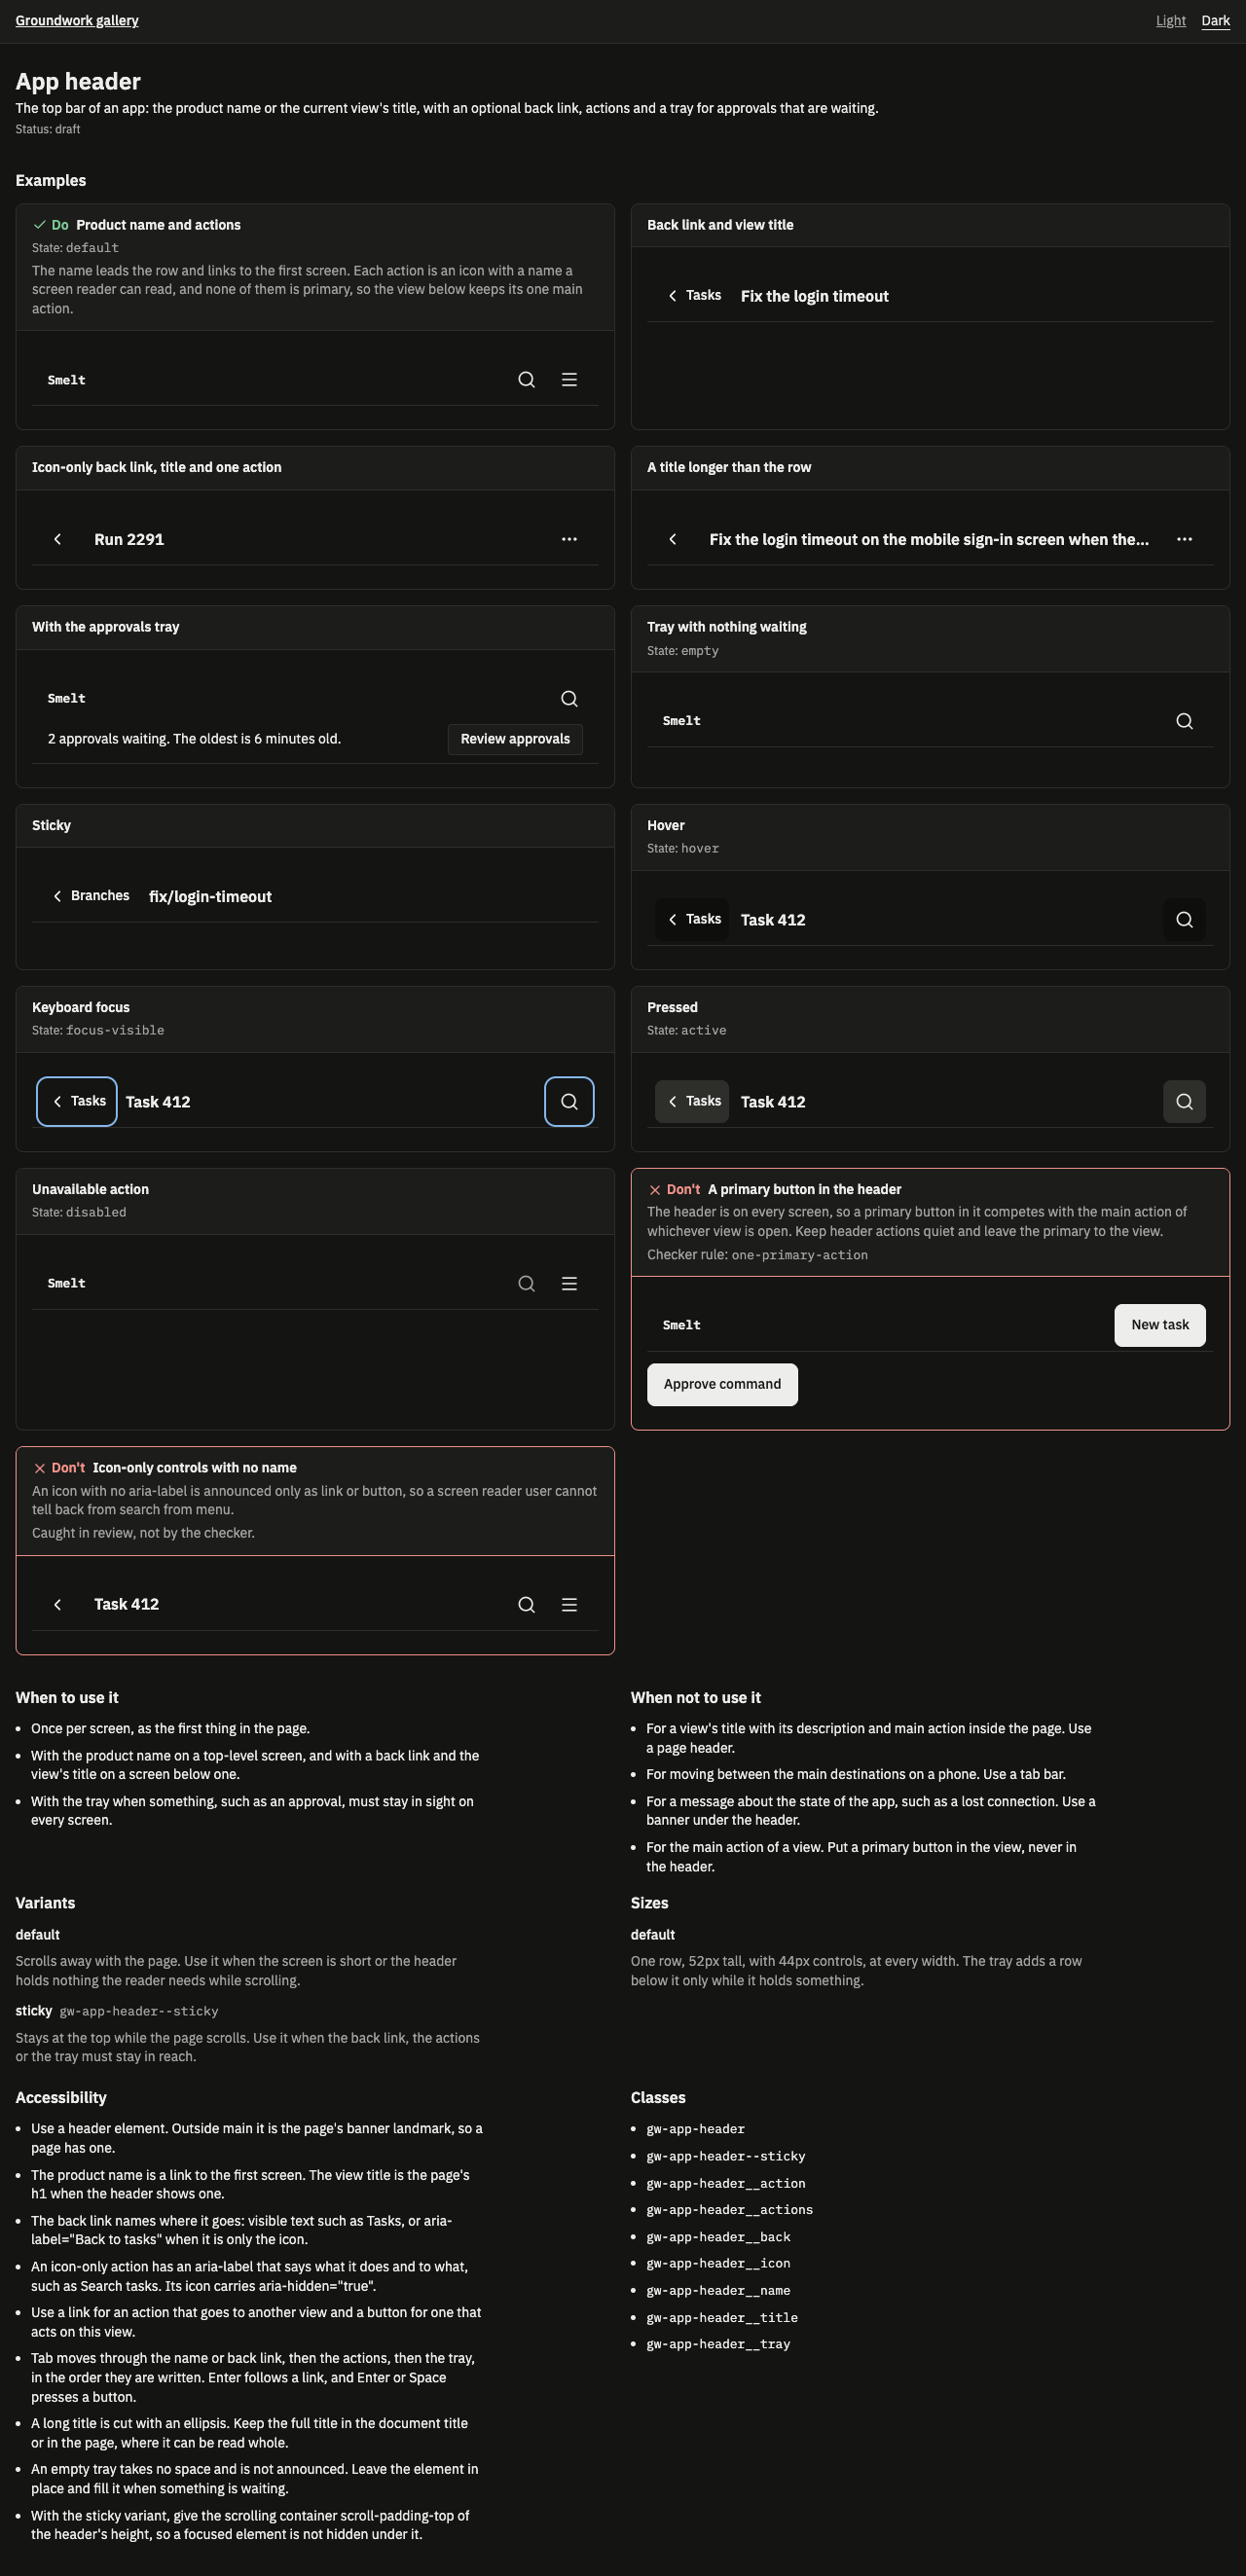 Groundwork gallery
Light Dark
App header
The top bar of an app: the product name or the current view's title, with an optional back link, actions and a tray for approvals that are waiting.
Status: draft
Examples
Do Product name and actions
State: default
The name leads the row and links to the first screen. Each action is an icon with a name a
screen reader can read, and none of them is primary, so the view below keeps its one main
action.
Smelt
Back link and view title
Tasks Fix the login timeout
Icon-only back link, title and one action
Run 2291
A title longer than the row
Fix the login timeout on the mobile sign-in screen when the...
With the approvals tray
Smelt
2 approvals waiting. The oldest is 6 minutes old.
Review approvals
Tray with nothing waiting
State: empty
Smelt
Sticky
Branches fix/login-timeout
Hover
State: hover
Tasks Task 412
Keyboard focus
State: focus-visible
Tasks Task 412
Pressed
State: active
Tasks Task 412
Unavailable action
State: disabled
Smelt
Don't A primary button in the header
The header is on every screen, so a primary button in it competes with the main action of
whichever view is open. Keep header actions quiet and leave the primary to the view.
Checker rule: one-primary-action
Smelt
New task
Approve command
Don't Icon-only controls with no name
An icon with no aria-label is announced only as link or button, so a screen reader user cannot
tell back from search from menu.
Caught in review, not by the checker.
Task 412
When to use it
Once per screen, as the first thing in the page.
With the product name on a top-level screen, and with a back link and the
view's title on a screen below one.
With the tray when something, such as an approval, must stay in sight on
every screen.
When not to use it
For a view's title with its description and main action inside the page. Use
a page header.
For moving between the main destinations on a phone. Use a tab bar.
For a message about the state of the app, such as a lost connection. Use a
banner under the header.
For the main action of a view. Put a primary button in the view, never in
the header.
Variants
default
Scrolls away with the page. Use it when the screen is short or the header
holds nothing the reader needs while scrolling.
sticky gw-app-header--sticky
Stays at the top while the page scrolls. Use it when the back link, the actions
or the tray must stay in reach.
Sizes
default
One row, 52px tall, with 44px controls, at every width. The tray adds a row
below it only while it holds something.
Accessibility
Use a header element. Outside main it is the page's banner landmark, so a
page has one.
The product name is a link to the first screen. The view title is the page's
h1 when the header shows one.
The back link names where it goes: visible text such as Tasks, or aria-
label="Back to tasks" when it is only the icon.
An icon-only action has an aria-label that says what it does and to what,
such as Search tasks. Its icon carries aria-hidden="true".
Use a link for an action that goes to another view and a button for one that
acts on this view.
Tab moves through the name or back link, then the actions, then the tray,
in the order they are written. Enter follows a link, and Enter or Space
presses a button.
A long title is cut with an ellipsis. Keep the full title in the document title
or in the page, where it can be read whole.
An empty tray takes no space and is not announced. Leave the element in
place and fill it when something is waiting.
With the sticky variant, give the scrolling container scroll-padding-top of
the header's height, so a focused element is not hidden under it.
Classes
gw-app-header
gw-app-header--sticky
gw-app-header__action
gw-app-header__actions
gw-app-header__back
gw-app-header__icon
gw-app-header__name
gw-app-header__title
gw-app-header__tray